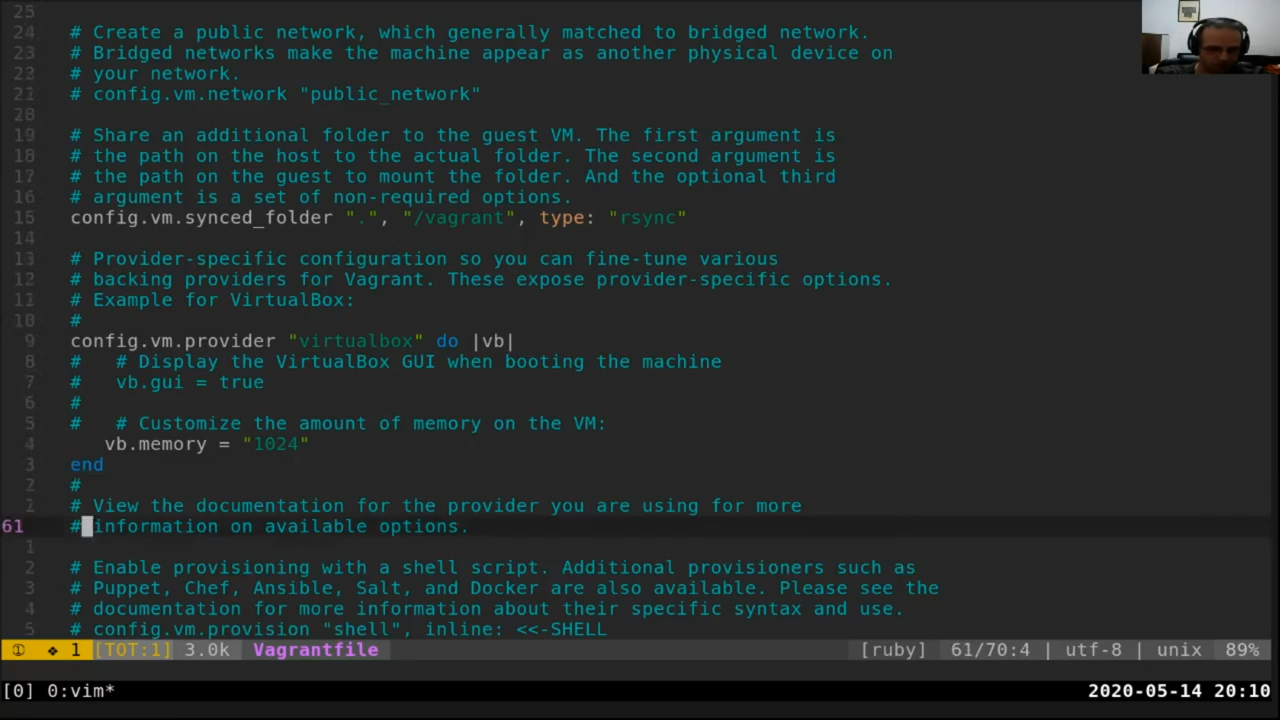 25
24 # Create a public network, which generally matched to bridged network.
23 # Bridged networks make the machine appear as another physical device on
22 # your network.
21 # config.vm.network "public_network"
20
19 # Share an additional folder to the guest VM. The first argument is
18 # the path on the host to the actual folder. The second argument is
17 # the path on the guest to mount the folder. And the optional third
16 # argument is a set of non-required options.
15 config.vm.synced_folder ".", "/vagrant", type: "rsync"
14
13 # Provider-specific configuration so you can fine-tune various
12 # backing providers for Vagrant. These expose provider-specific options.
11 # Example for VirtualBox:
10 #
9 config.vm.provider "virtualbox" do |vb|
8 #   # Display the VirtualBox GUI when booting the machine
7 #   vb.gui = true
6 #
5 #   # Customize the amount of memory on the VM:
4    vb.memory = "1024"
3 end
2 #
1 # View the documentation for the provider you are using for more
61 # information on available options.
1
2 # Enable provisioning with a shell script. Additional provisioners such as
3 # Puppet, Chef, Ansible, Salt, and Docker are also available. Please see the
4 # documentation for more information about their specific syntax and use.
5 # config.vm.provision "shell", inline: <<-SHELL
① ❖ 1 [TOT:1] 3.0k Vagrantfile [ruby] 61/70:4 | utf-8 | unix 89%
[0] 0:vim* 2020-05-14 20:10